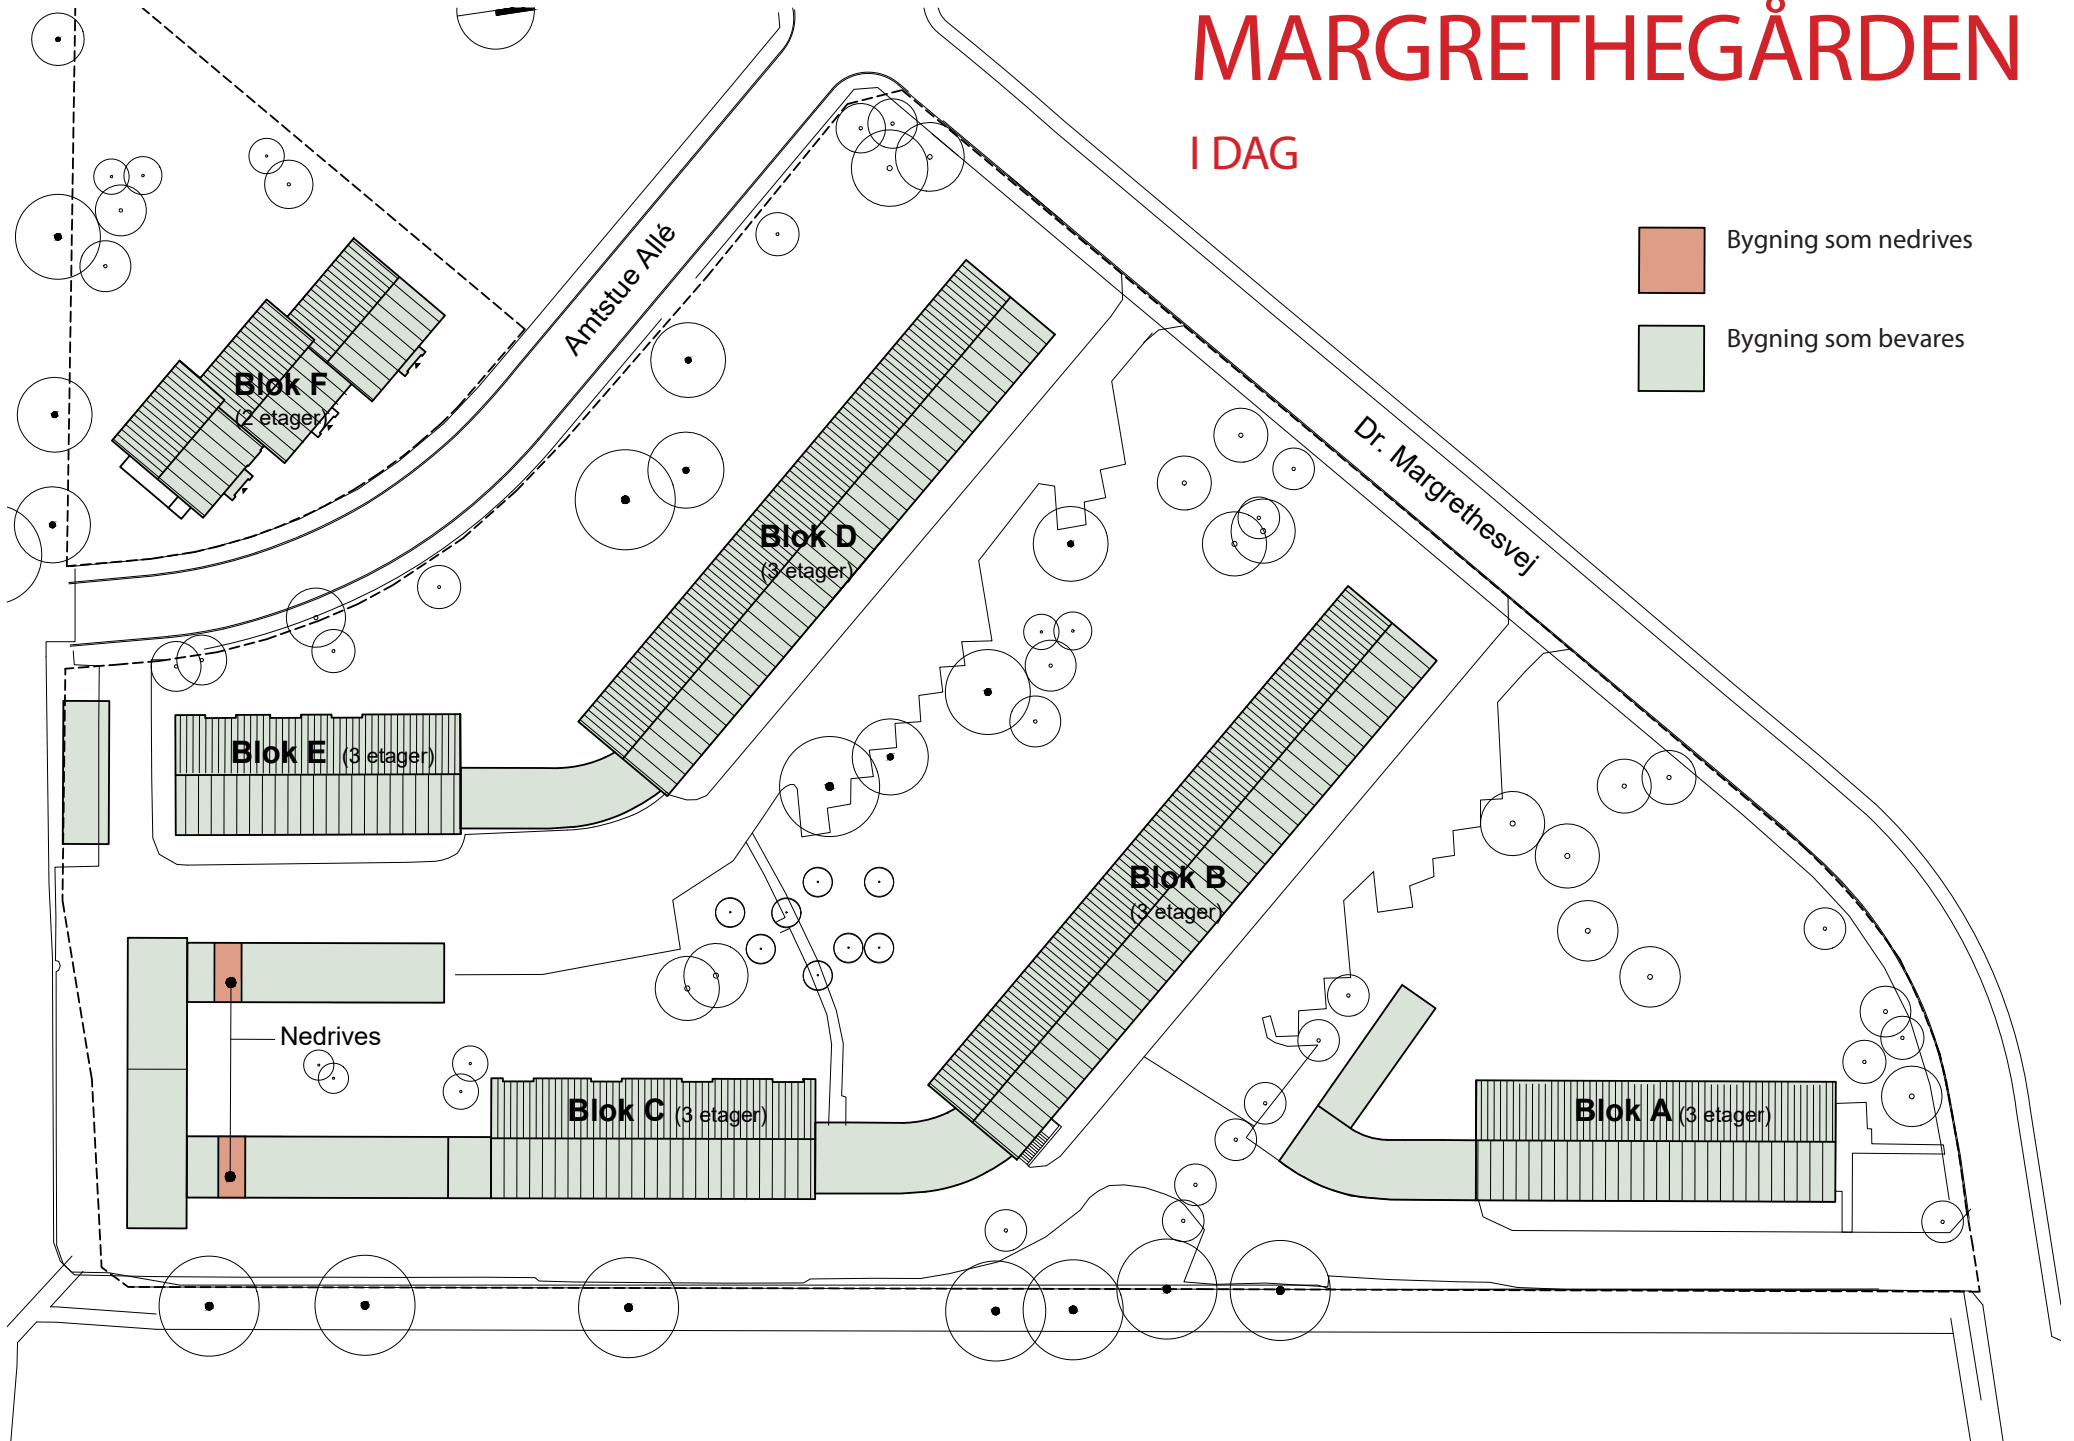 MARGRETHEGÅRDEN
I DAG
Bygning som nedrives
Bygning som bevares
Amtstue Allé
Dr. Margrethesvej
Blok F
(2 etager)
Blok D
(3 etager)
Blok E (3 etager)
Blok B
(3 etager)
Nedrives
Blok C (3 etager)
Blok A (3 etager)